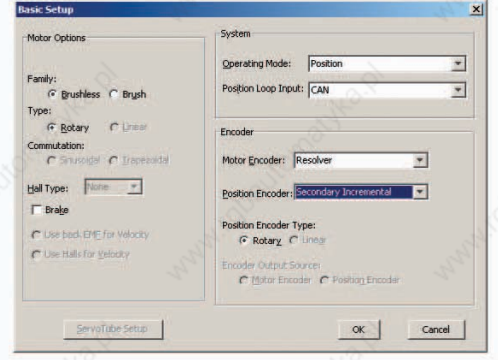 Basic Setup
Motor Options
Family:
Brushless Brush
Type:
Rotary Linear
Commutation:
Sinusoidal Trapezoidal
Hall Type: None
Brake
Use back EMF for Velocity
Use Halls for Velocity
ServoTube Setup
System
Operating Mode: Position
Position Loop Input: CAN
Encoder
Motor Encoder: Resolver
Position Encoder: Secondary Incremental
Position Encoder Type:
Rotary Linear
Encoder Output Source:
Motor Encoder Position Encoder
OK Cancel